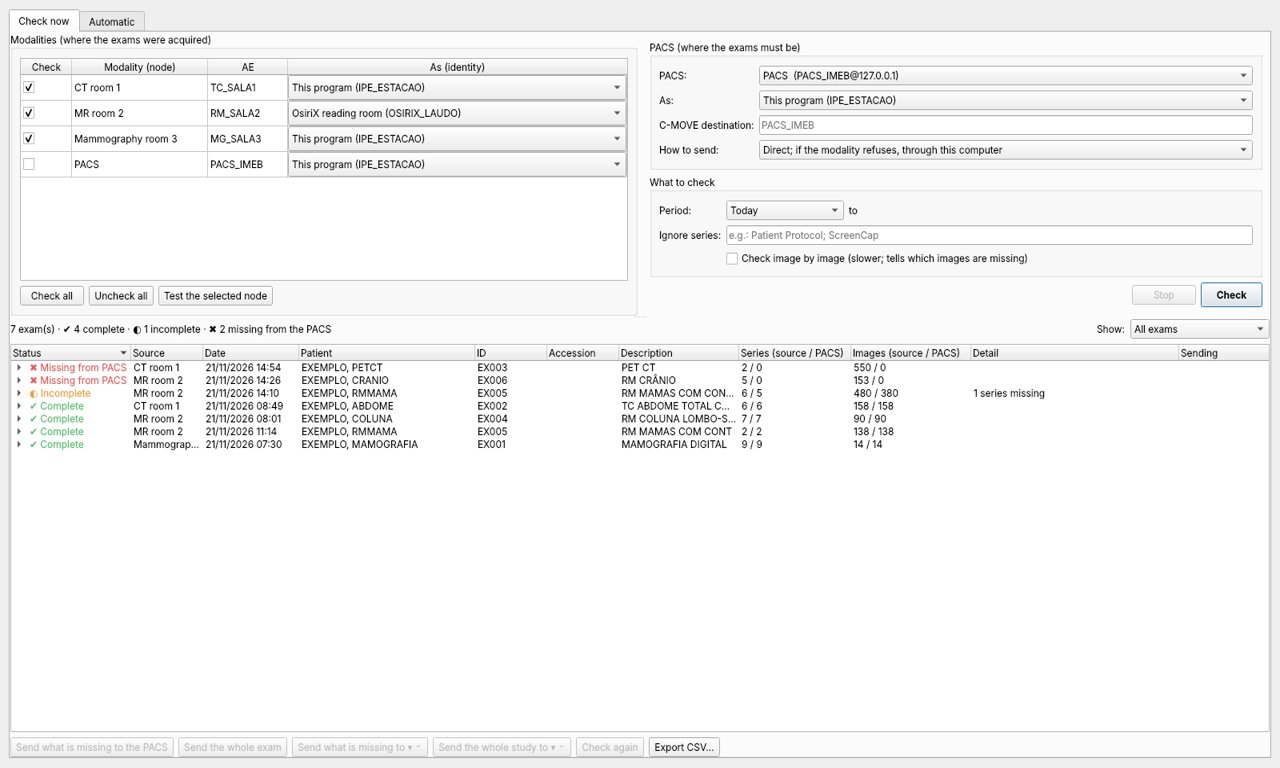 Check now Automatic
Modalities (where the exams were acquired)
Check Modality (node) AE As (identity)
CT room 1 TC_SALA1 This program (IPE_ESTACAO)
MR room 2 RM_SALA2 OsiriX reading room (OSIRIX_LAUDO)
Mammography room 3 MG_SALA3 This program (IPE_ESTACAO)
PACS PACS_IMEB This program (IPE_ESTACAO)
Check all Uncheck all Test the selected node
PACS (where the exams must be)
PACS: PACS (PACS_IMEB@127.0.0.1)
As: This program (IPE_ESTACAO)
C-MOVE destination: PACS_IMEB
How to send: Direct; if the modality refuses, through this computer
What to check
Period: Today to
Ignore series: e.g.: Patient Protocol; ScreenCap
Check image by image (slower; tells which images are missing)
Stop Check
7 exam(s) · ✔ 4 complete · ◐ 1 incomplete · ✖ 2 missing from the PACS
Show: All exams
Status Source Date Patient ID Accession Description Series (source / PACS) Images (source / PACS) Detail Sending
✖ Missing from PACS CT room 1 21/11/2026 14:54 EXEMPLO, PETCT EX003 PET CT 2 / 0 550 / 0
✖ Missing from PACS MR room 2 21/11/2026 14:26 EXEMPLO, CRANIO EX006 RM CRÂNIO 5 / 0 153 / 0
◐ Incomplete MR room 2 21/11/2026 14:10 EXEMPLO, RMMAMA EX005 RM MAMAS COM CON... 6 / 5 480 / 380 1 series missing
✔ Complete CT room 1 21/11/2026 08:49 EXEMPLO, ABDOME EX002 TC ABDOME TOTAL C... 6 / 6 158 / 158
✔ Complete MR room 2 21/11/2026 08:01 EXEMPLO, COLUNA EX004 RM COLUNA LOMBO-S... 7 / 7 90 / 90
✔ Complete MR room 2 21/11/2026 11:14 EXEMPLO, RMMAMA EX005 RM MAMAS COM CONT 2 / 2 138 / 138
✔ Complete Mammograp... 21/11/2026 07:30 EXEMPLO, MAMOGRAFIA EX001 MAMOGRAFIA DIGITAL 9 / 9 14 / 14
Send what is missing to the PACS Send the whole exam Send what is missing to ▾ Send the whole study to ▾ Check again Export CSV...